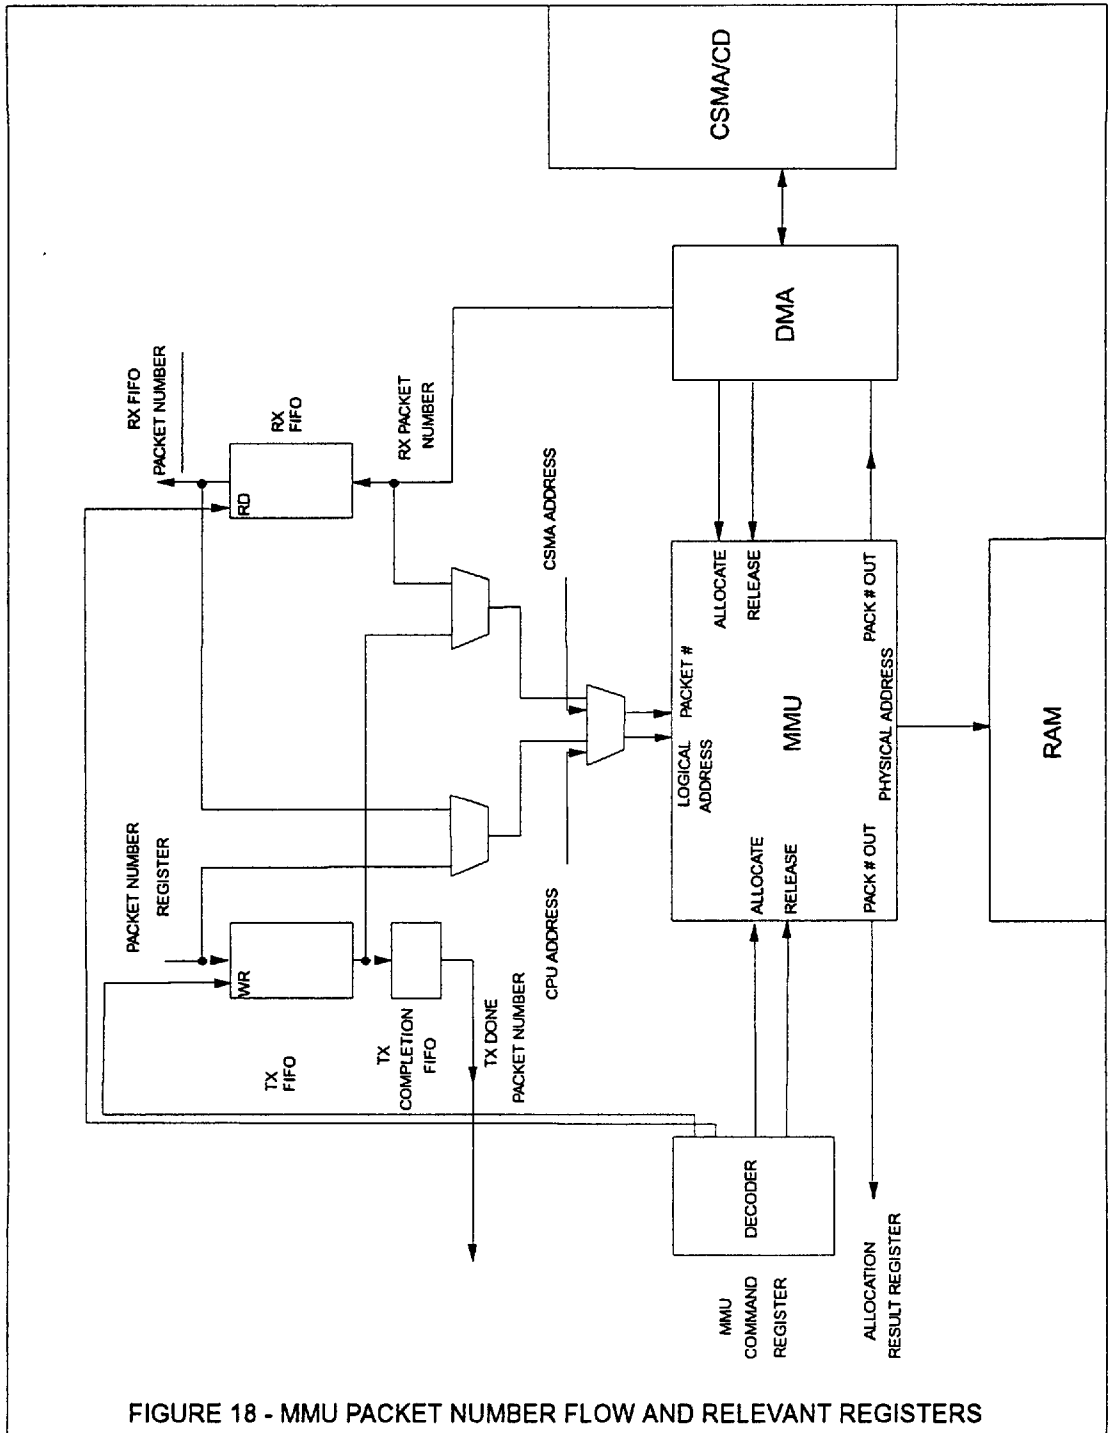 CSMA/CD
DMA
RX FIFO
PACKET NUMBER
RX
FIFO
RD
RX PACKET
NUMBER
CSMA ADDRESS
ALLOCATE
RELEASE
PACK # OUT
PACKET #
LOGICAL
ADDRESS
MMU
PHYSICAL ADDRESS
RAM
ALLOCATE
RELEASE
PACK # OUT
PACKET NUMBER
REGISTER
WR
TX
FIFO
TX
COMPLETION
FIFO
TX DONE
PACKET NUMBER
CPU ADDRESS
DECODER
MMU
COMMAND
REGISTER
ALLOCATION
RESULT REGISTER
FIGURE 18 - MMU PACKET NUMBER FLOW AND RELEVANT REGISTERS